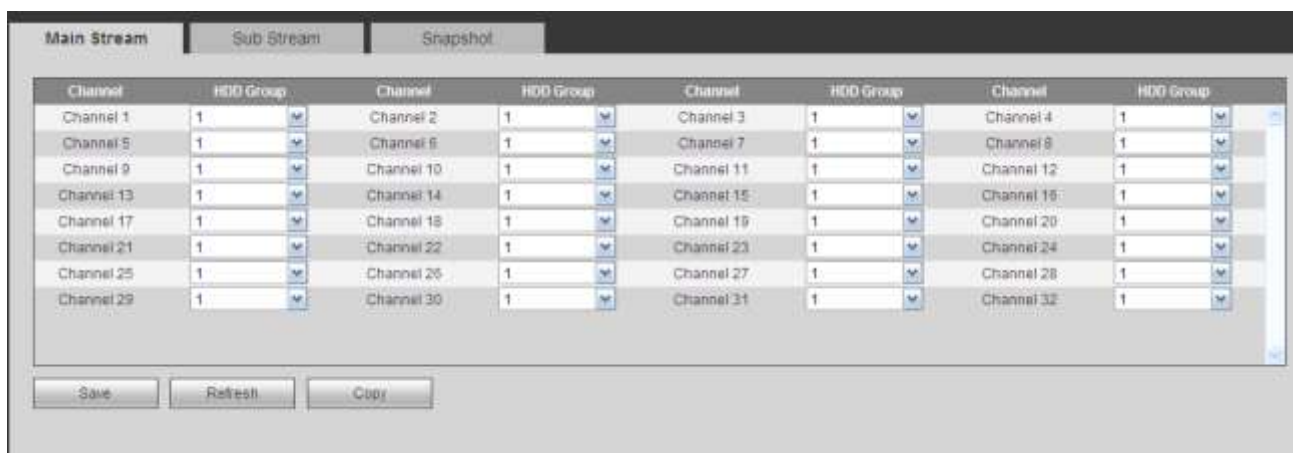 Main Stream Sub Stream Snapshot
Channel HDD Group Channel HDD Group Channel HDD Group Channel HDD Group
Channel 1 1 Channel 2 1 Channel 3 1 Channel 4 1
Channel 5 1 Channel 6 1 Channel 7 1 Channel 8 1
Channel 9 1 Channel 10 1 Channel 11 1 Channel 12 1
Channel 13 1 Channel 14 1 Channel 15 1 Channel 16 1
Channel 17 1 Channel 18 1 Channel 19 1 Channel 20 1
Channel 21 1 Channel 22 1 Channel 23 1 Channel 24 1
Channel 25 1 Channel 26 1 Channel 27 1 Channel 28 1
Channel 29 1 Channel 30 1 Channel 31 1 Channel 32 1
Save Refresh Copy